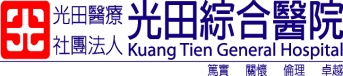 光田醫療
社團法人
光田綜合醫院
Kuang Tien General Hospital
篤實 關懷 倫理 卓越